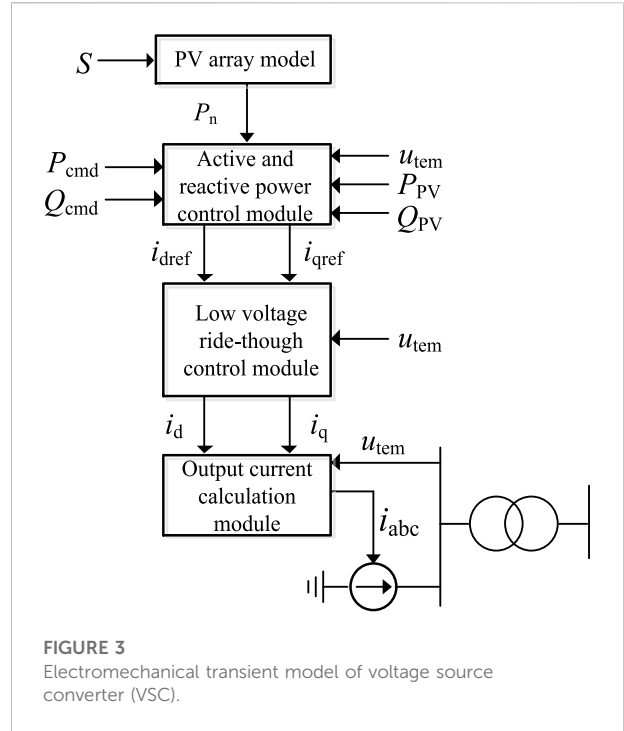 S
PV array model
Pn
Pcmd
Qcmd
Active and
reactive power
control module
utem
PPV
QPV
idref
iqref
Low voltage
ride-though
control module
utem
id
iq
utem
Output current
calculation
module
iabc
FIGURE 3
Electromechanical transient model of voltage source
converter (VSC).